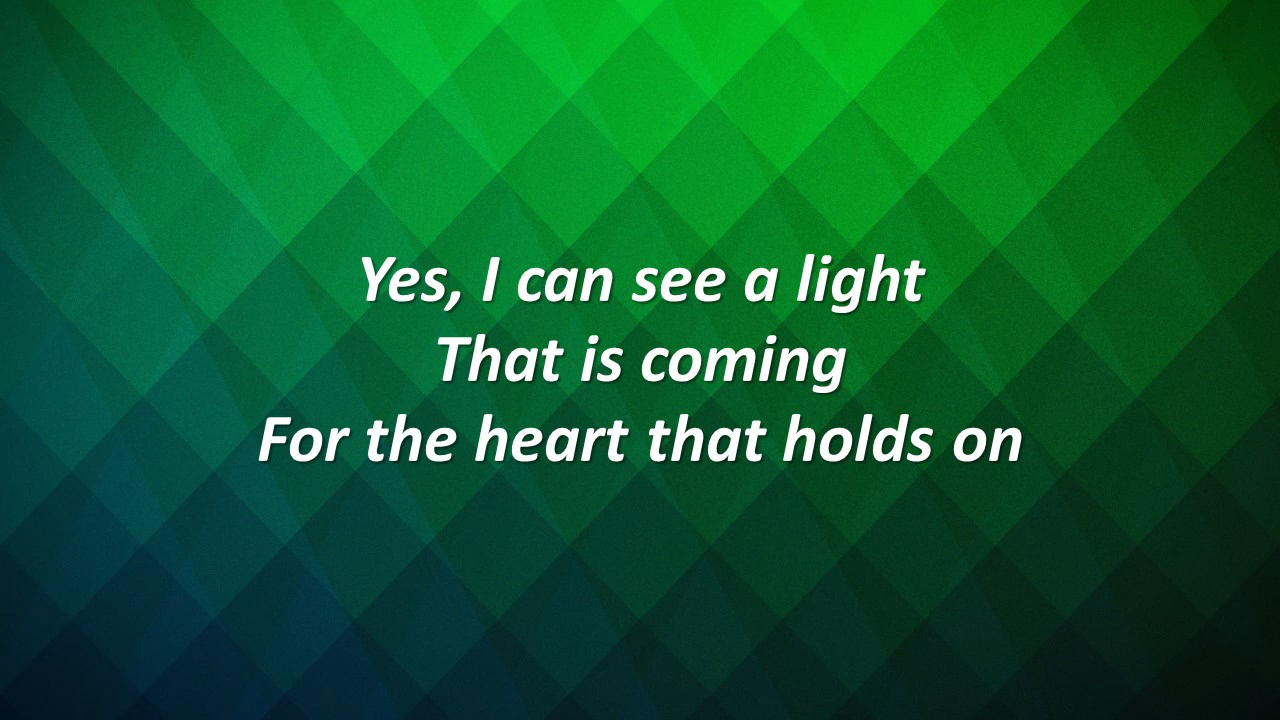 Yes, I can see a light
That is coming
For the heart that holds on